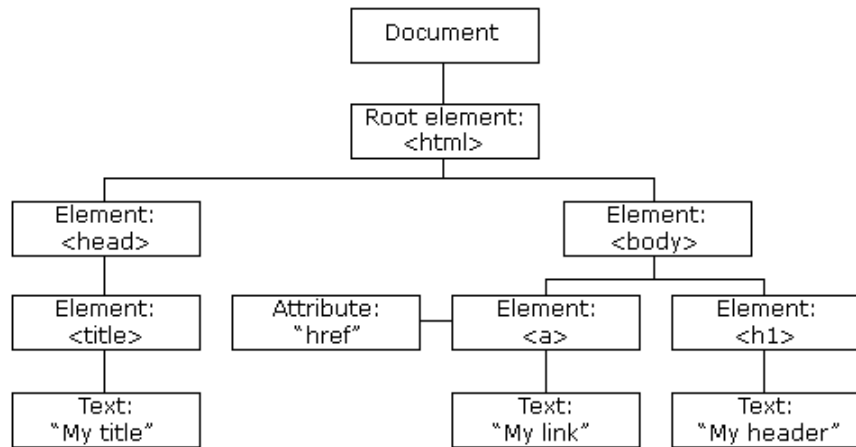 Document
Root element:
<html>
Element:
<head>
Element:
<body>
Element:
<title>
Attribute:
“href”
Element:
<a>
Element:
<h1>
Text:
“My title”
Text:
“My link”
Text:
“My header”